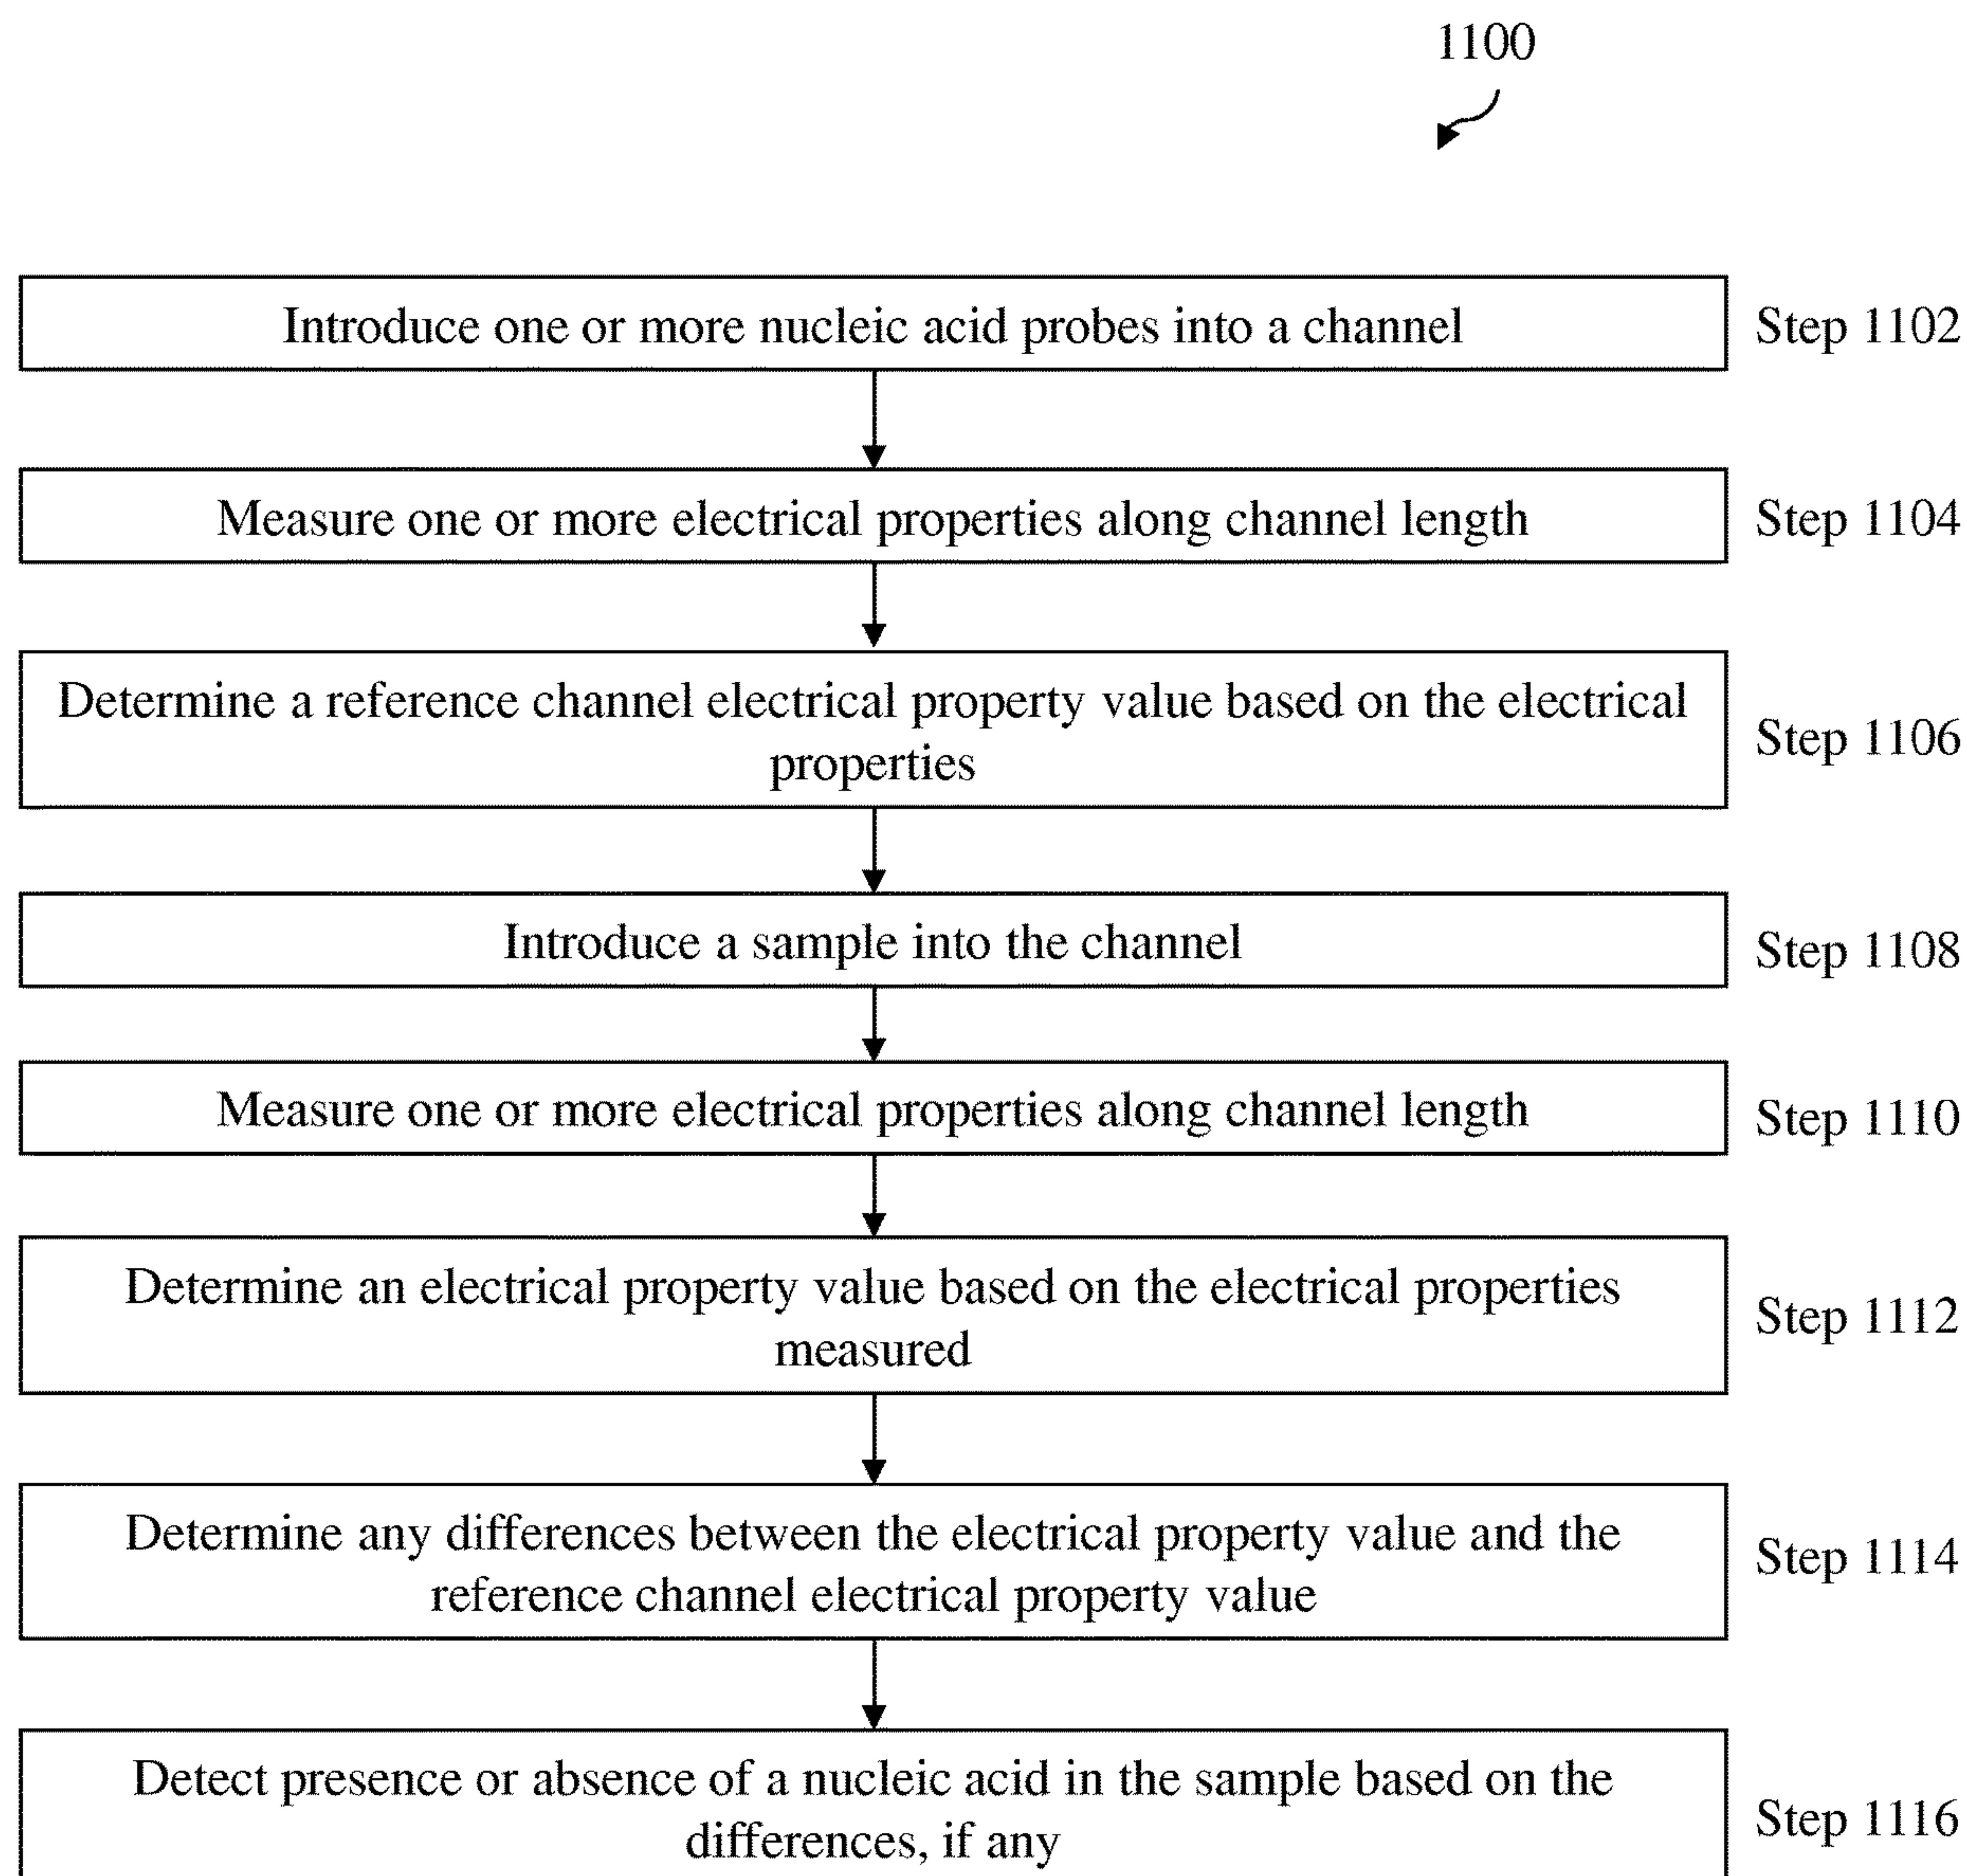 1100
Introduce one or more nucleic acid probes into a channel
Step 1102
Measure one or more electrical properties along channel length
Step 1104
Determine a reference channel electrical property value based on the electrical
properties
Step 1106
Introduce a sample into the channel
Step 1108
Measure one or more electrical properties along channel length
Step 1110
Determine an electrical property value based on the electrical properties
measured
Step 1112
Determine any differences between the electrical property value and the
reference channel electrical property value
Step 1114
Detect presence or absence of a nucleic acid in the sample based on the
differences, if any
Step 1116